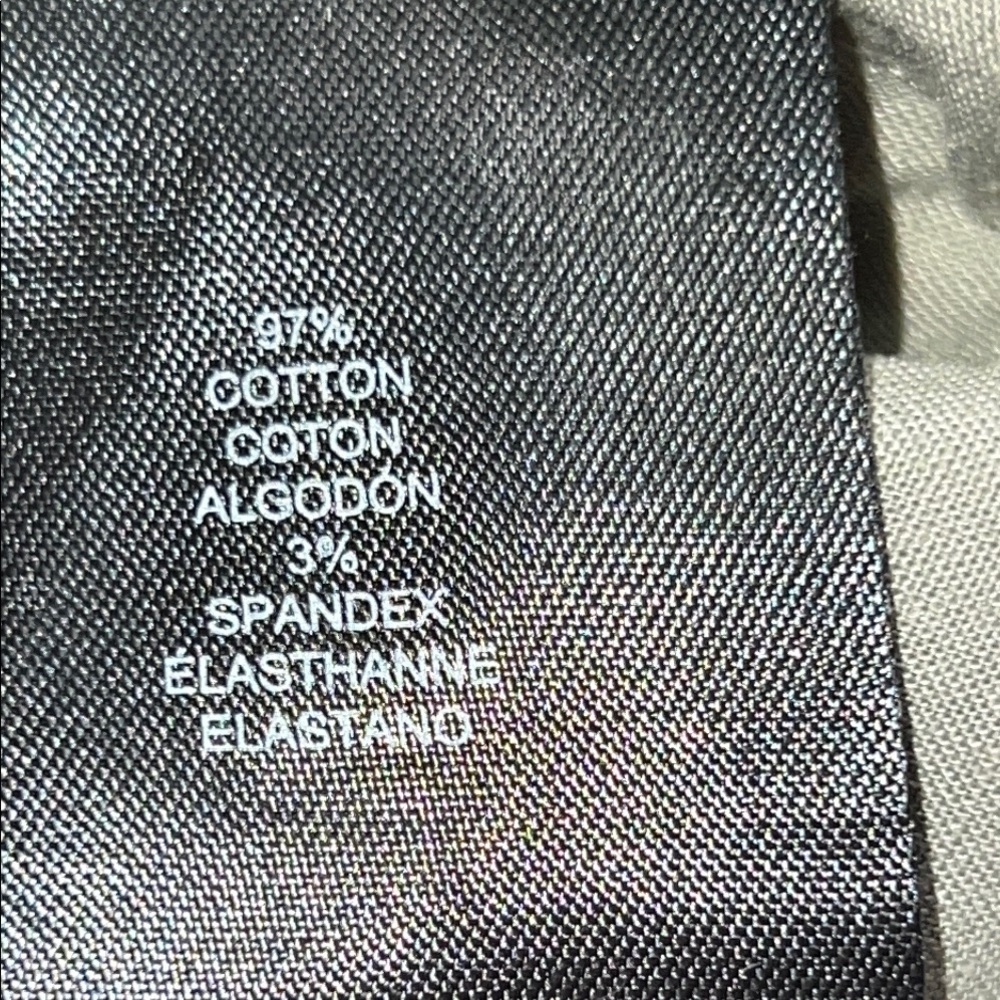 97%
COTTON
COTON
ALGODÓN
3%
SPANDEX
ÉLASTHANNE
ELASTANO